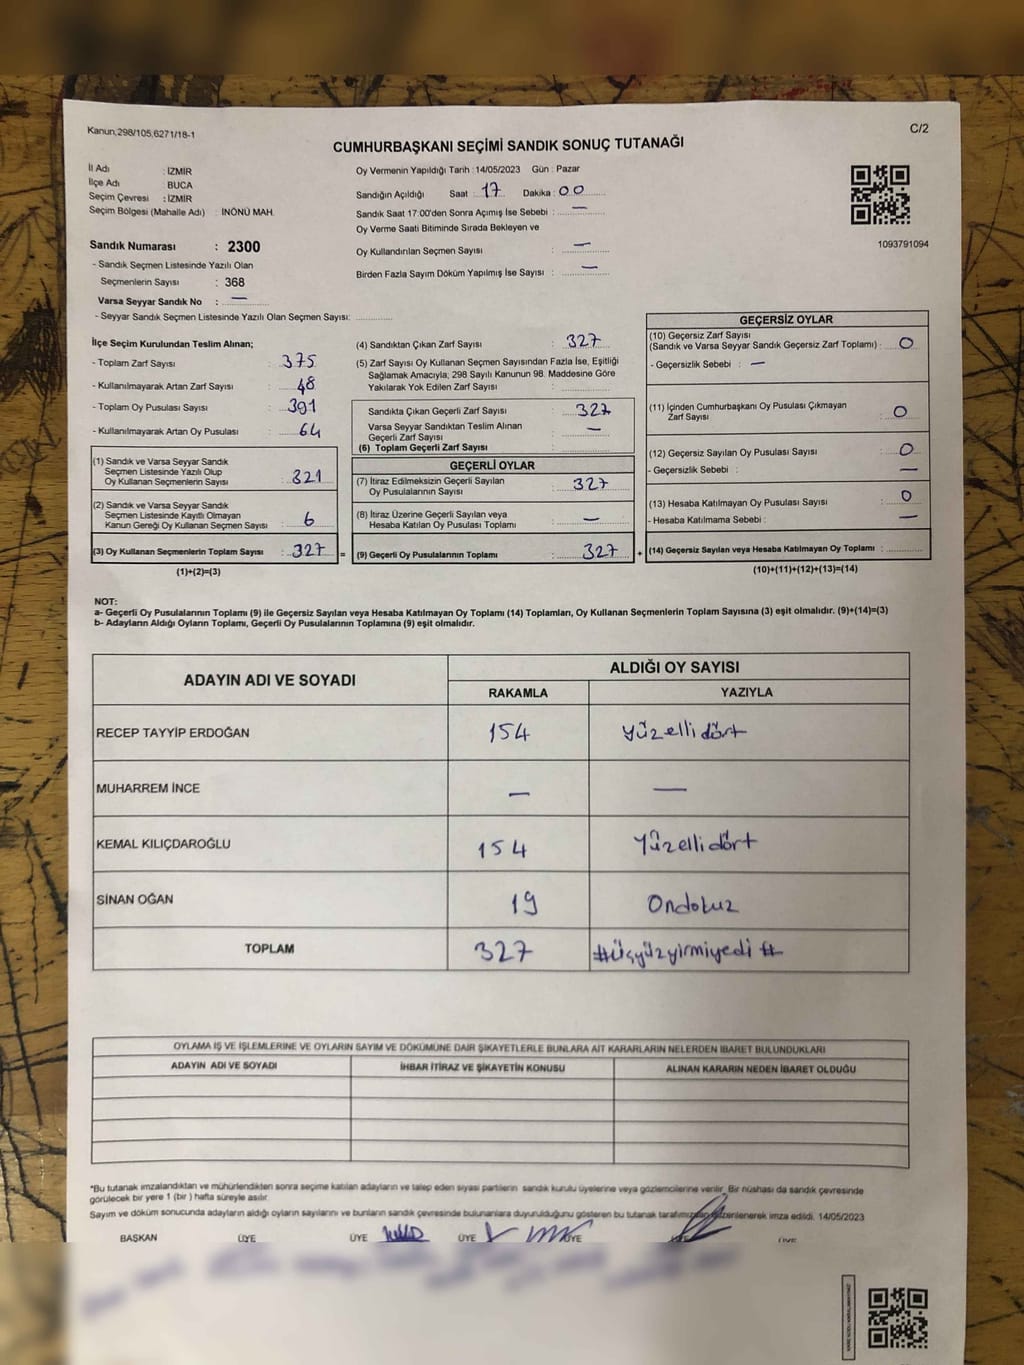 Kanun,298/105,6271/18-1
C/2
CUMHURBAŞKANI SEÇİMİ SANDIK SONUÇ TUTANAĞI
İl Adı : İZMİR
İlçe Adı : BUCA
Seçim Çevresi : İZMİR
Seçim Bölgesi (Mahalle Adı) : İNÖNÜ MAH.
Sandık Numarası : 2300
- Sandık Seçmen Listesinde Yazılı Olan
Seçmenlerin Sayısı : 368
Varsa Seyyar Sandık No : —
- Seyyar Sandık Seçmen Listesinde Yazılı Olan Seçmen Sayısı: ............
Oy Vermenin Yapıldığı Tarih : 14/05/2023 Gün : Pazar
Sandığın Açıldığı Saat : 17 Dakika : 00
Sandık Saat 17:00'den Sonra Açımış İse Sebebi : —
Oy Verme Saati Bitiminde Sırada Bekleyen ve
Oy Kullandırılan Seçmen Sayısı : —
Birden Fazla Sayım Döküm Yapılmış İse Sayısı : —
1093791094
İlçe Seçim Kurulundan Teslim Alınan;
- Toplam Zarf Sayısı : 375
- Kullanılmayarak Artan Zarf Sayısı : 48
- Toplam Oy Pusulası Sayısı : 391
- Kullanılmayarak Artan Oy Pusulası : 64
(1) Sandık ve Varsa Seyyar Sandık
Seçmen Listesinde Yazılı Olup
Oy Kullanan Seçmenlerin Sayısı : 321
(2) Sandık ve Varsa Seyyar Sandık
Seçmen Listesinde Kayıtlı Olmayan
Kanun Gereği Oy Kullanan Seçmen Sayısı : 6
(3) Oy Kullanan Seçmenlerin Toplam Sayısı : 327 =
(1)+(2)=(3)
(4) Sandıktan Çıkan Zarf Sayısı : 327
(5) Zarf Sayısı Oy Kullanan Seçmen Sayısından Fazla İse, Eşitliği
Sağlamak Amacıyla, 298 Sayılı Kanunun 98. Maddesine Göre
Yakılarak Yok Edilen Zarf Sayısı : ............
Sandıkta Çıkan Geçerli Zarf Sayısı : 327
Varsa Seyyar Sandıktan Teslim Alınan
Geçerli Zarf Sayısı : —
(6) Toplam Geçerli Zarf Sayısı : ............
GEÇERLİ OYLAR
(7) İtiraz Edilmeksizin Geçerli Sayılan
Oy Pusulalarının Sayısı : 327
(8) İtiraz Üzerine Geçerli Sayılan veya
Hesaba Katılan Oy Pusulası Toplamı : —
(9) Geçerli Oy Pusulalarının Toplamı : 327 +
GEÇERSİZ OYLAR
(10) Geçersiz Zarf Sayısı
(Sandık ve Varsa Seyyar Sandık Geçersiz Zarf Toplamı) : 0
- Geçersizlik Sebebi : —
(11) İçinden Cumhurbaşkanı Oy Pusulası Çıkmayan
Zarf Sayısı : 0
(12) Geçersiz Sayılan Oy Pusulası Sayısı : 0
- Geçersizlik Sebebi : —
(13) Hesaba Katılmayan Oy Pusulası Sayısı : 0
- Hesaba Katılmama Sebebi : —
(14) Geçersiz Sayılan veya Hesaba Katılmayan Oy Toplamı : ............
(10)+(11)+(12)+(13)=(14)
NOT:
a- Geçerli Oy Pusulalarının Toplamı (9) ile Geçersiz Sayılan veya Hesaba Katılmayan Oy Toplamı (14) Toplamları, Oy Kullanan Seçmenlerin Toplam Sayısına (3) eşit olmalıdır. (9)+(14)=(3)
b- Adayların Aldığı Oyların Toplamı, Geçerli Oy Pusulalarının Toplamına (9) eşit olmalıdır.
ADAYIN ADI VE SOYADI ALDIĞI OY SAYISI
RAKAMLA YAZIYLA
RECEP TAYYİP ERDOĞAN 154 yüzellidört
MUHARREM İNCE — —
KEMAL KILIÇDAROĞLU 154 Yüzellidört
SİNAN OĞAN 19 Ondokuz
TOPLAM 327 #üçyüzyirmiyedi #
OYLAMA İŞ VE İŞLEMLERİNE VE OYLARIN SAYIM VE DÖKÜMÜNE DAİR ŞİKAYETLERLE BUNLARA AİT KARARLARIN NELERDEN İBARET BULUNDUKLARI
ADAYIN ADI VE SOYADI İHBAR İTİRAZ VE ŞİKAYETİN KONUSU ALINAN KARARIN NEDEN İBARET OLDUĞU
*Bu tutanak imzalandıktan ve mühürlendikten sonra seçime katılan adayların ve talep eden siyasi partilerin sandık kurulu üyelerine veya gözlemcilerine verilir. Bir nüshası da sandık çevresinde
görülecek bir yere 1 (bir ) hafta süreyle asılır.
Sayım ve döküm sonucunda adayların aldığı oyların sayılarını ve bunların sandık çevresinde bulunanlara duyurulduğunu gösteren bu tutanak tarafımızdan düzenlenerek imza edildi. 14/05/2023
BAŞKAN ÜYE ÜYE ÜYE ÜYE ÜYE ÜYE